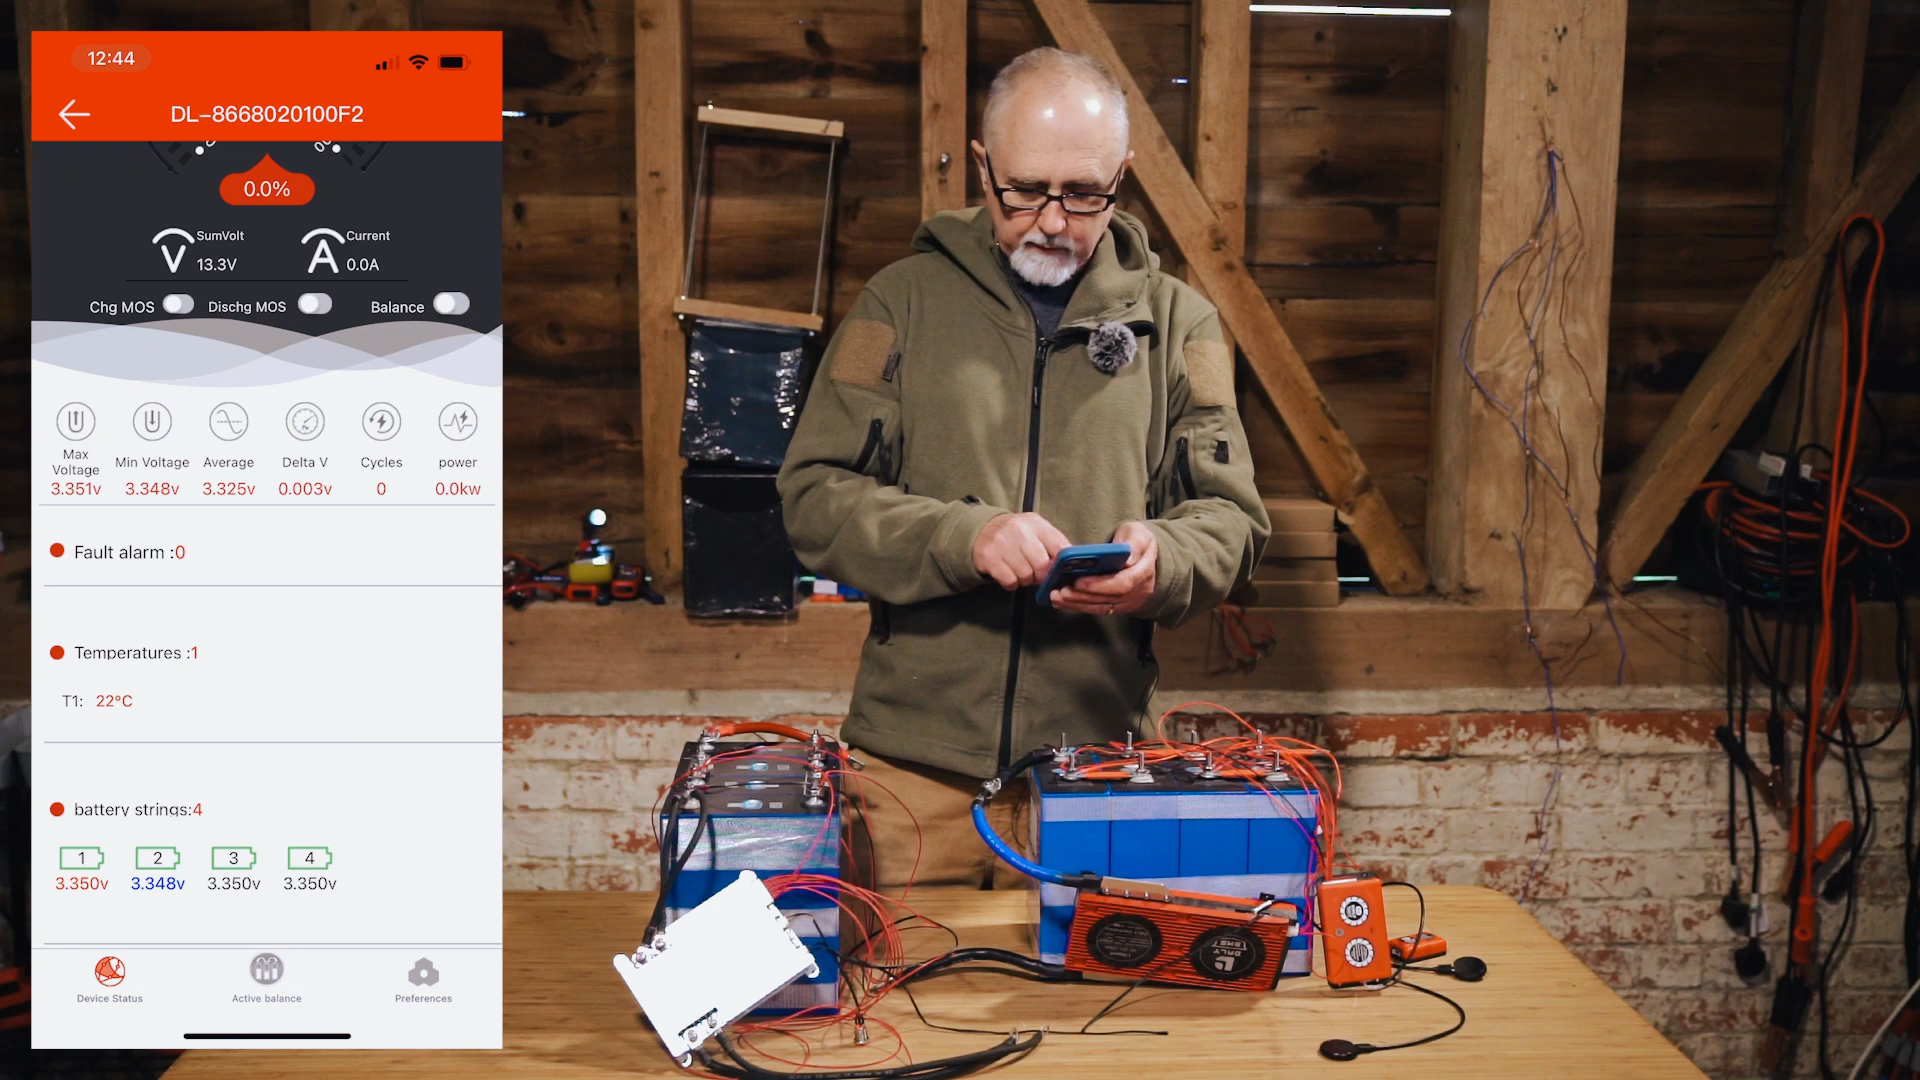 12:44
DL-8668020100F2
0.0%
SumVolt
13.3V
Current
0.0A
Chg MOS
Dischg MOS
Balance
Max Voltage
3.351v
Min Voltage
3.348v
Average
3.325v
Delta V
0.003v
Cycles
0
power
0.0kw
Fault alarm :0
Temperatures :1
T1: 22°C
battery strings:4
1
3.350v
2
3.348v
3
3.350v
4
3.350v
Device Status
Active balance
Preferences
DALY
BMS